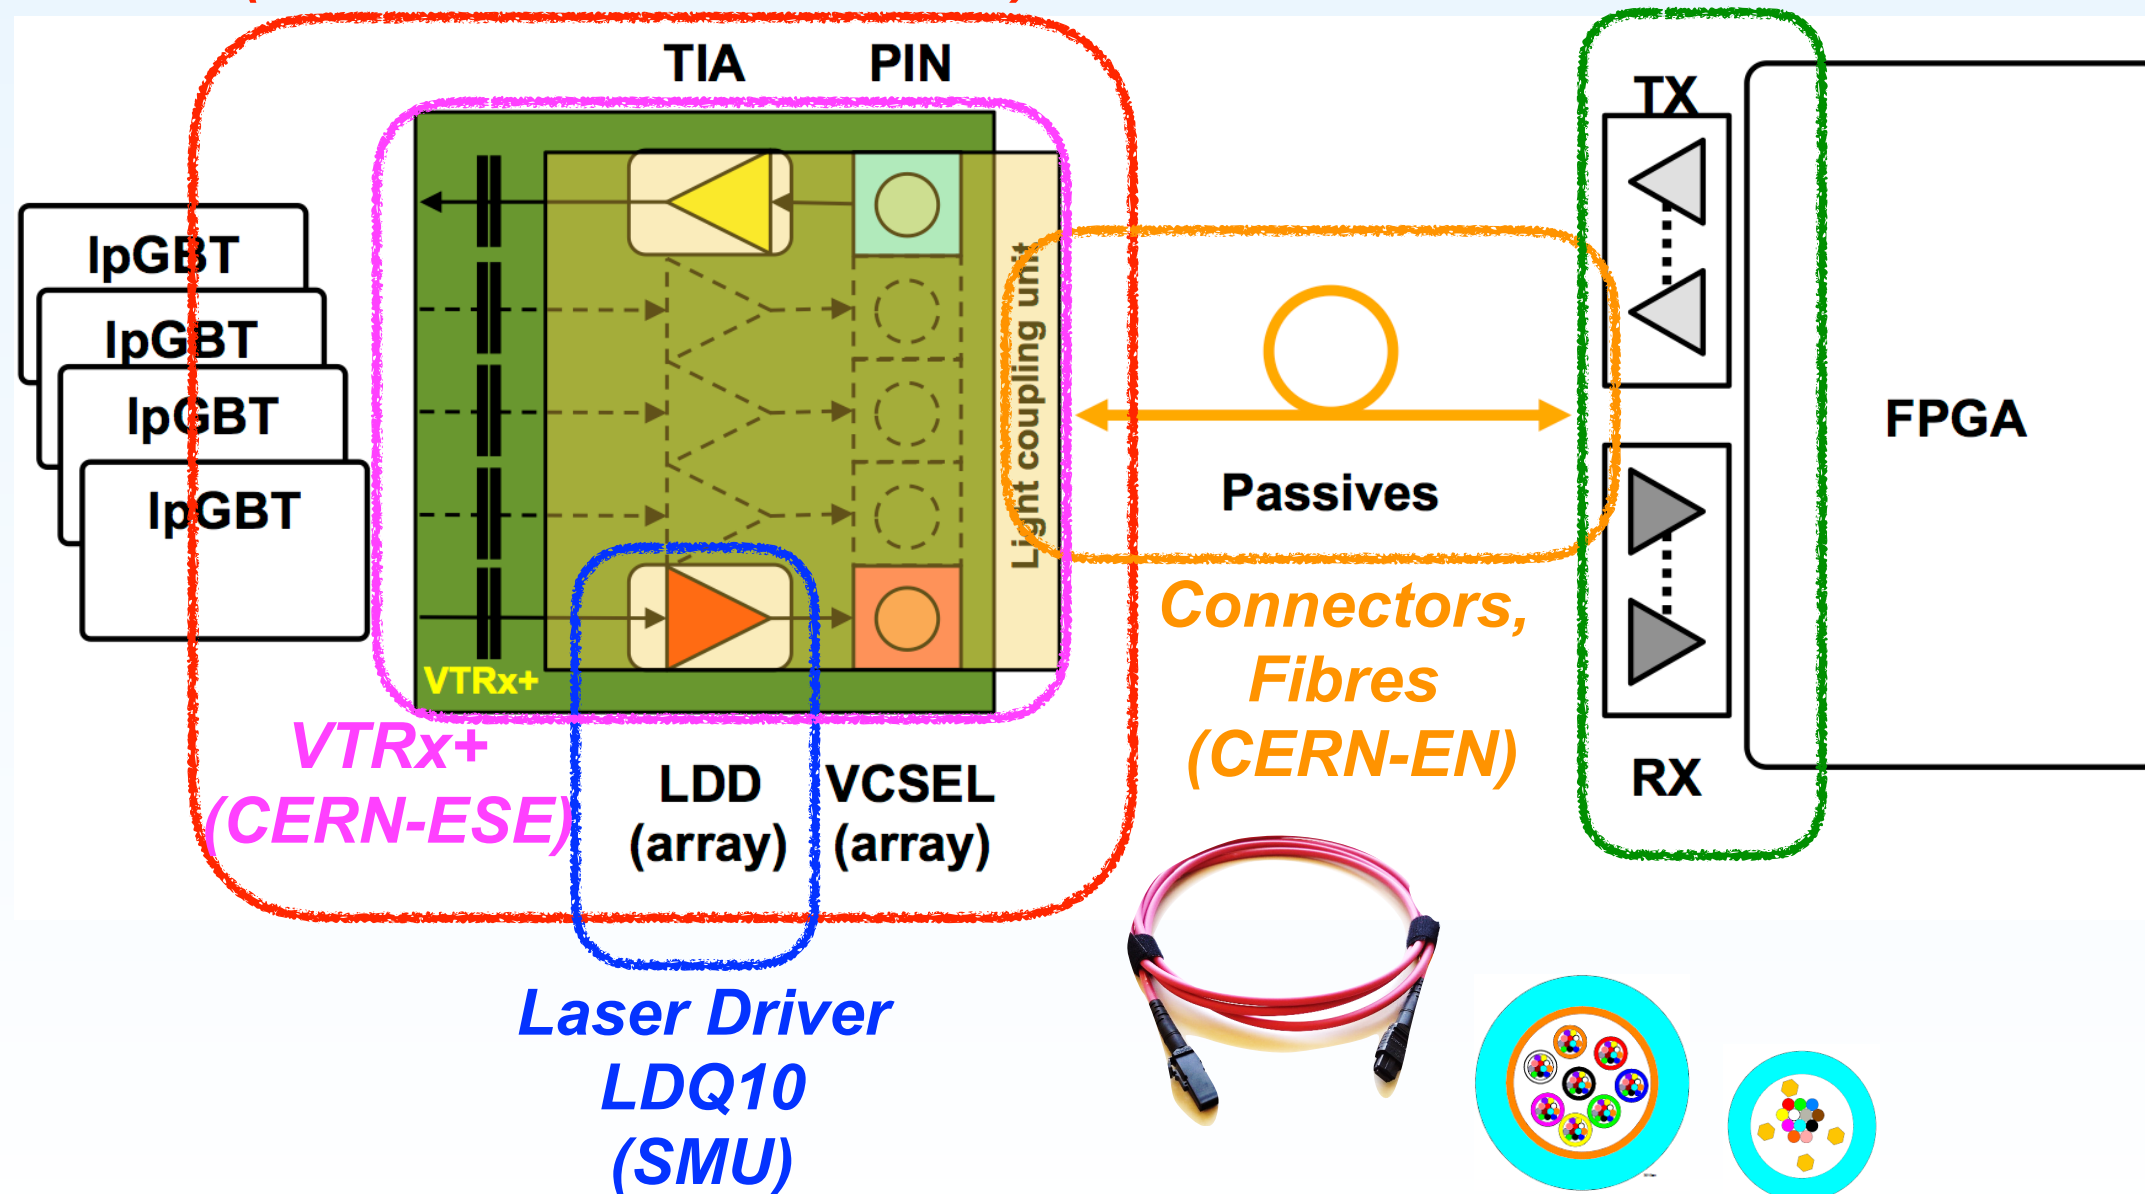 TIA
PIN
TX
lpGBT
lpGBT
lpGBT
lpGBT
Light coupling unit
VTRx+
Passives
FPGA
Connectors,
Fibres
(CERN-EN)
VTRx+
(CERN-ESE)
LDD
(array)
VCSEL
(array)
RX
Laser Driver
LDQ10
(SMU)